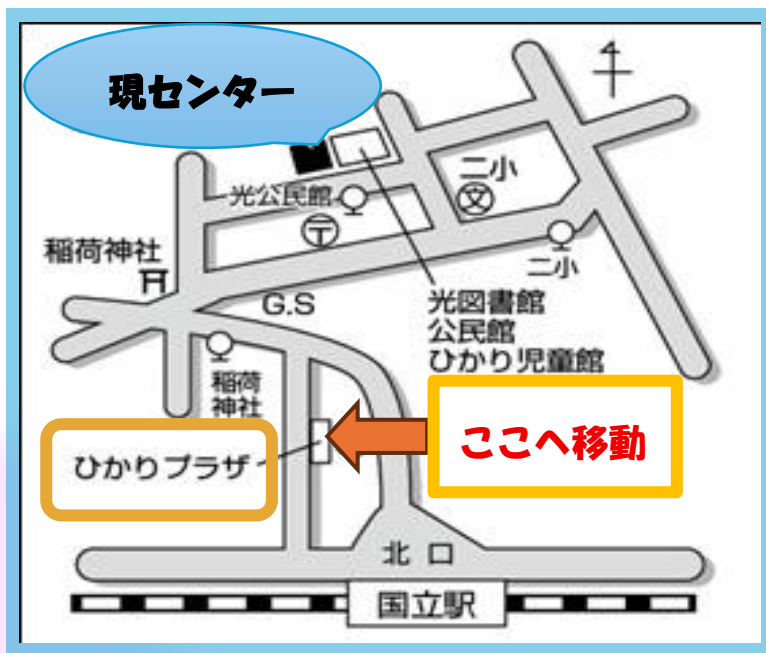 現センター
4
二小
文
光公民館
〒
稲荷神社
二小
G.S
光図書館
公民館
ひかり児童館
稲荷
神社
ここへ移動
ひかりプラザ
北口
国立駅